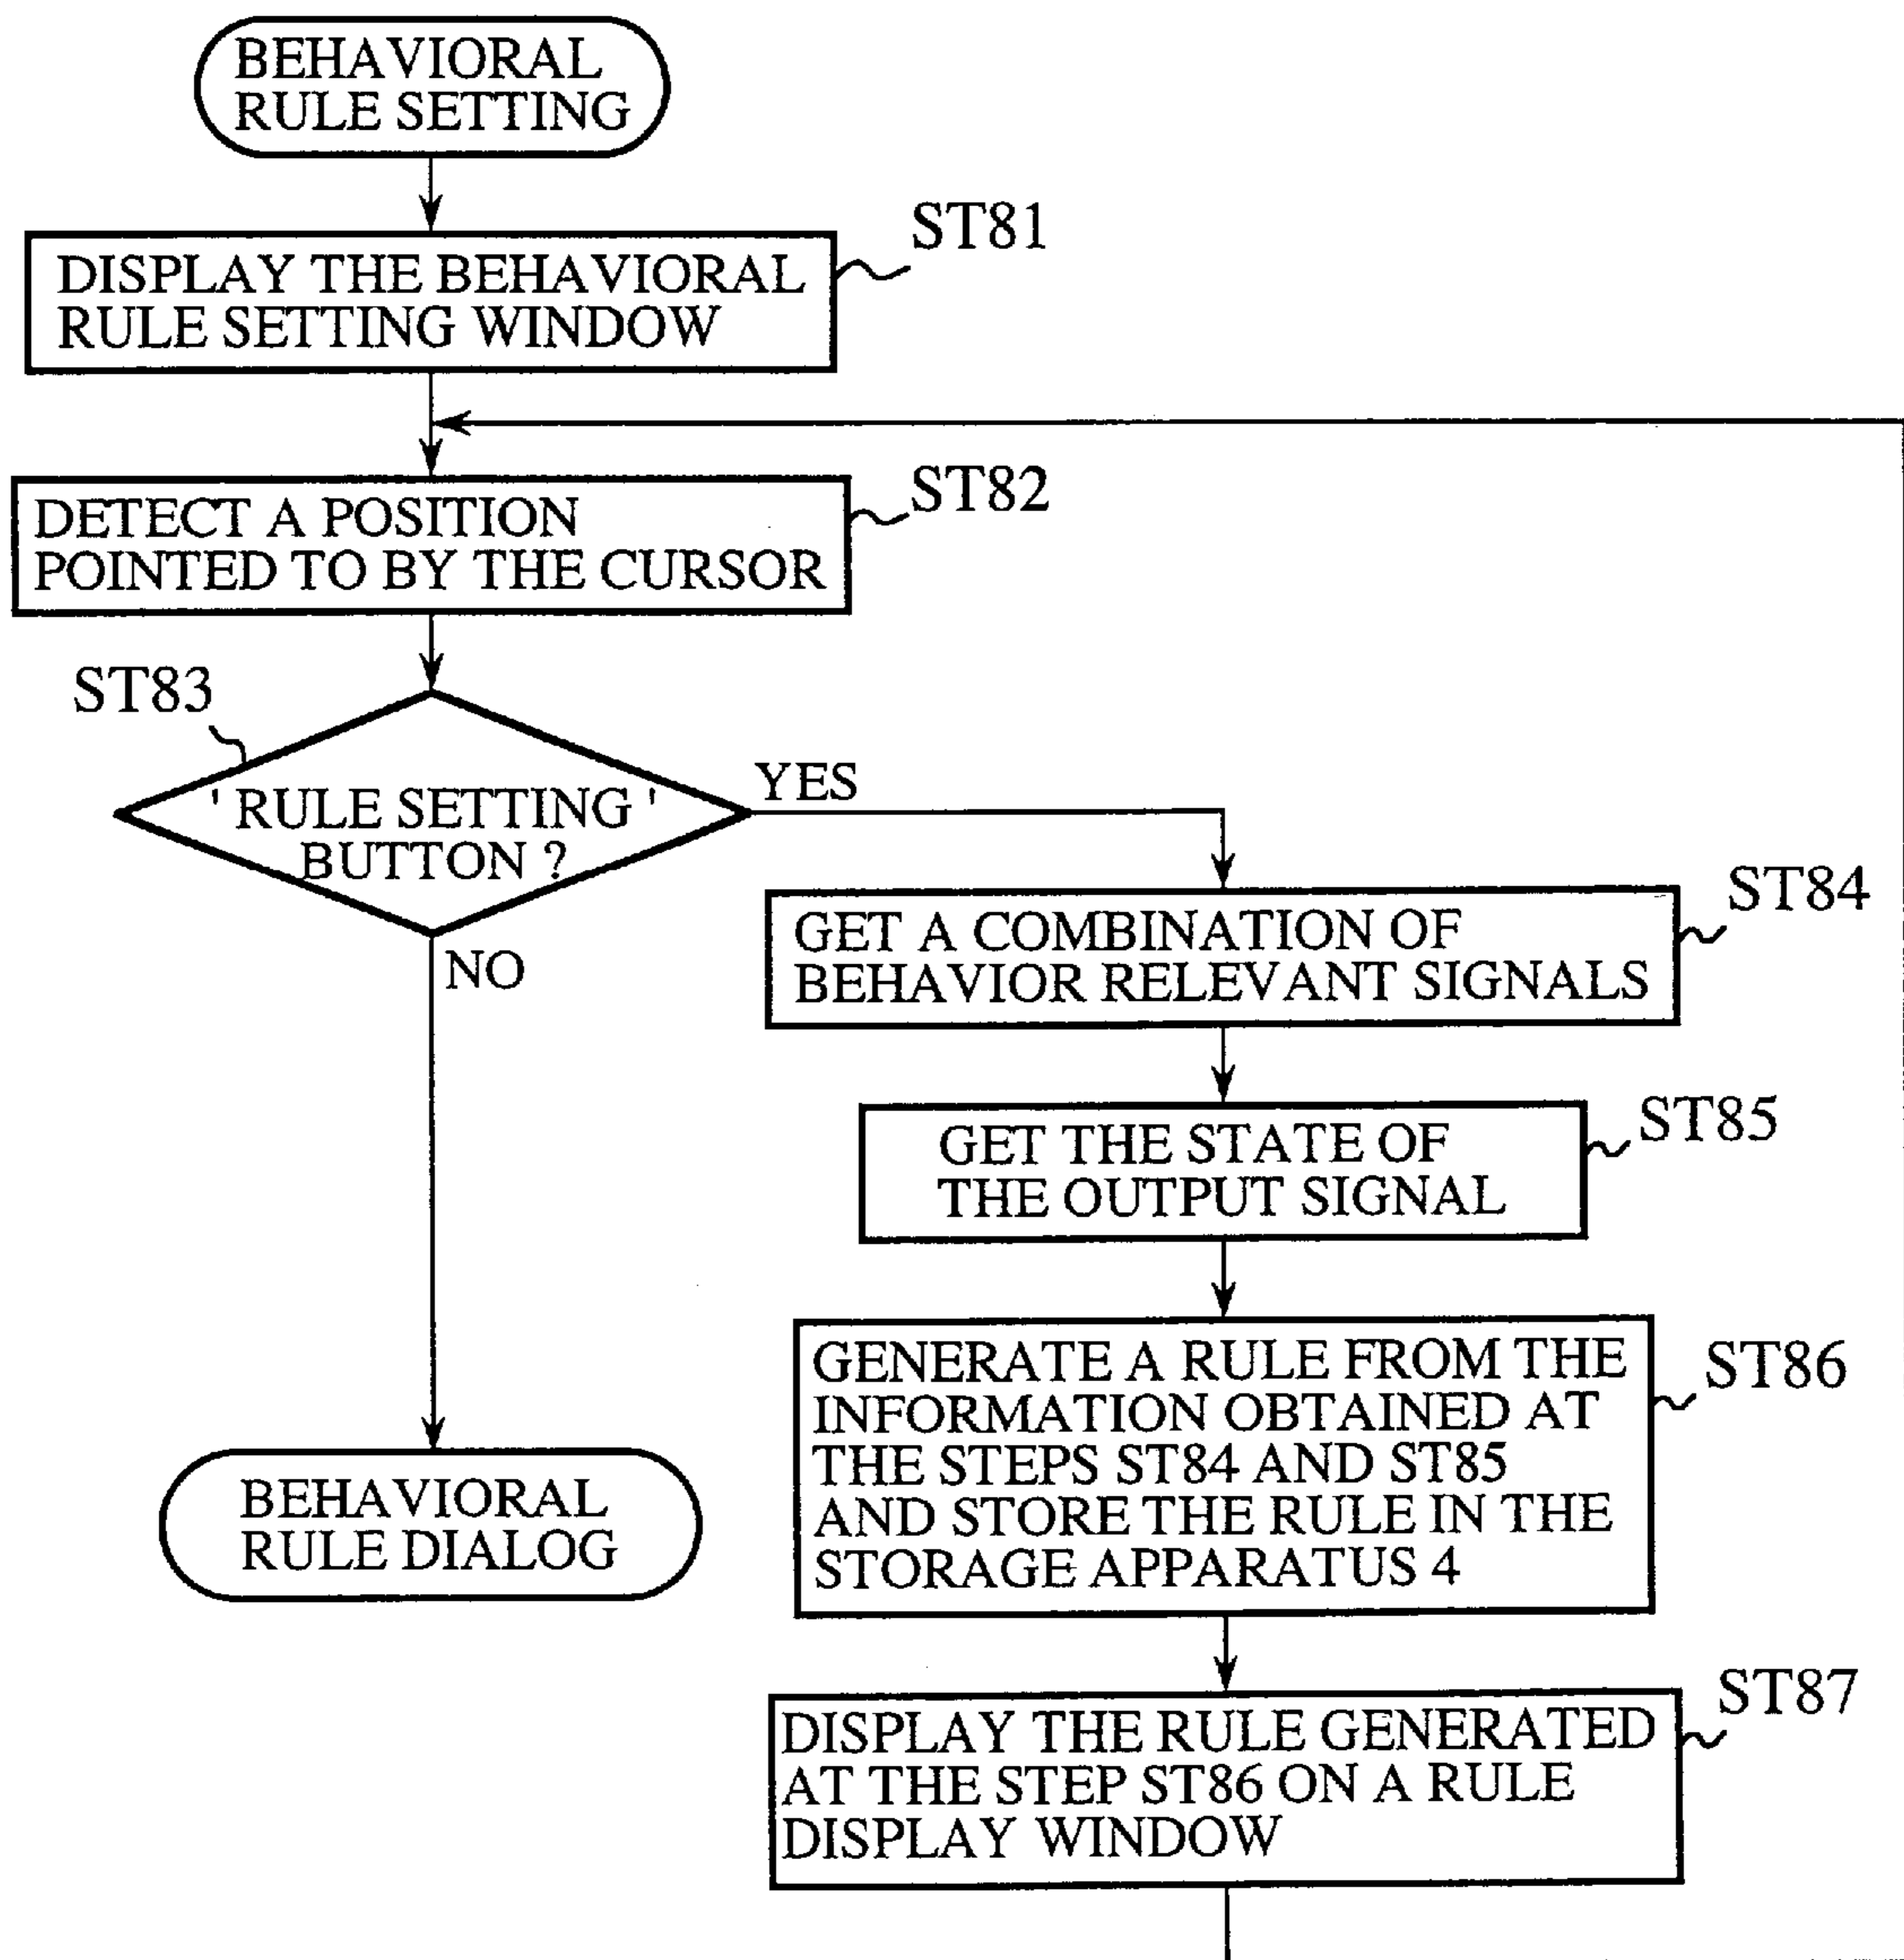 BEHAVIORAL
RULE SETTING
ST81
DISPLAY THE BEHAVIORAL
RULE SETTING WINDOW
ST82
DETECT A POSITION
POINTED TO BY THE CURSOR
ST83
' RULE SETTING '
BUTTON ?
YES
NO
ST84
GET A COMBINATION OF
BEHAVIOR RELEVANT SIGNALS
ST85
GET THE STATE OF
THE OUTPUT SIGNAL
ST86
GENERATE A RULE FROM THE
INFORMATION OBTAINED AT
THE STEPS ST84 AND ST85
AND STORE THE RULE IN THE
STORAGE APPARATUS 4
BEHAVIORAL
RULE DIALOG
ST87
DISPLAY THE RULE GENERATED
AT THE STEP ST86 ON A RULE
DISPLAY WINDOW